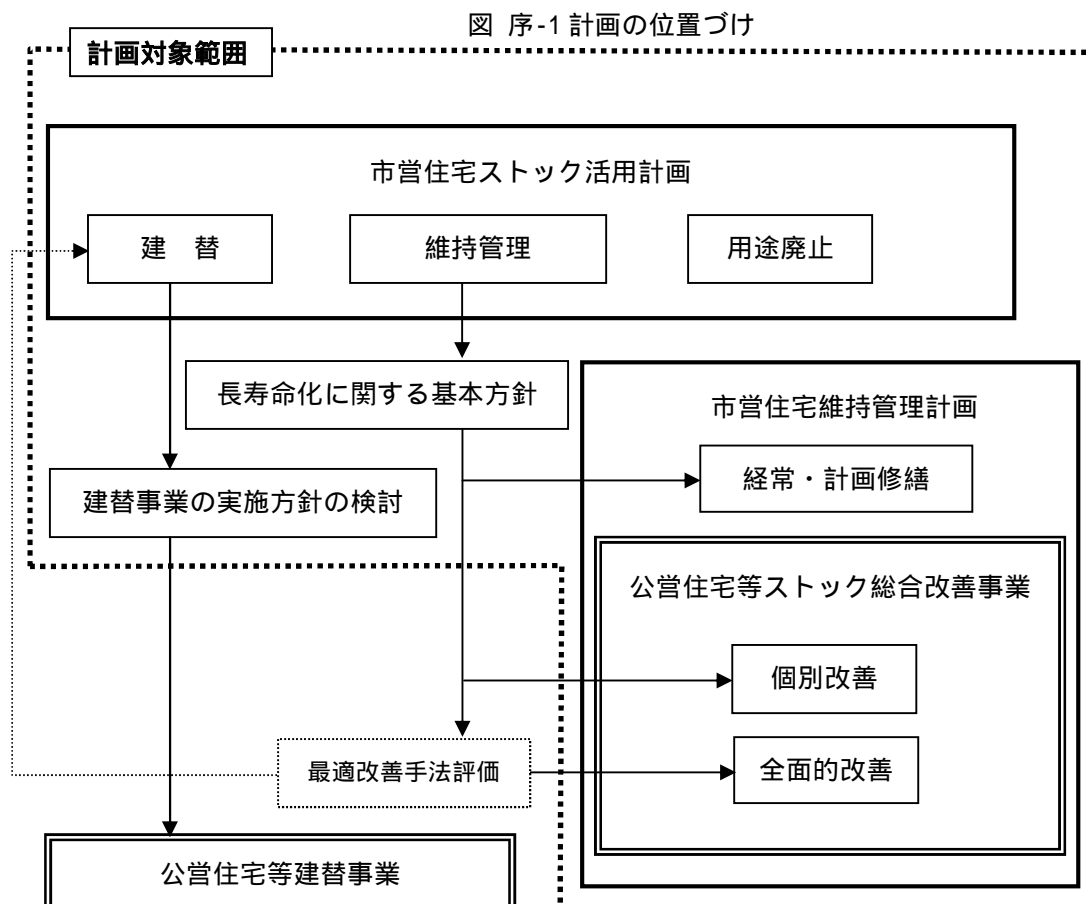 図 序-1 計画の位置づけ
計画対象範囲
市営住宅ストック活用計画
建　替
維持管理
用途廃止
長寿命化に関する基本方針
市営住宅維持管理計画
経常・計画修繕
建替事業の実施方針の検討
公営住宅等ストック総合改善事業
個別改善
最適改善手法評価
全面的改善
公営住宅等建替事業